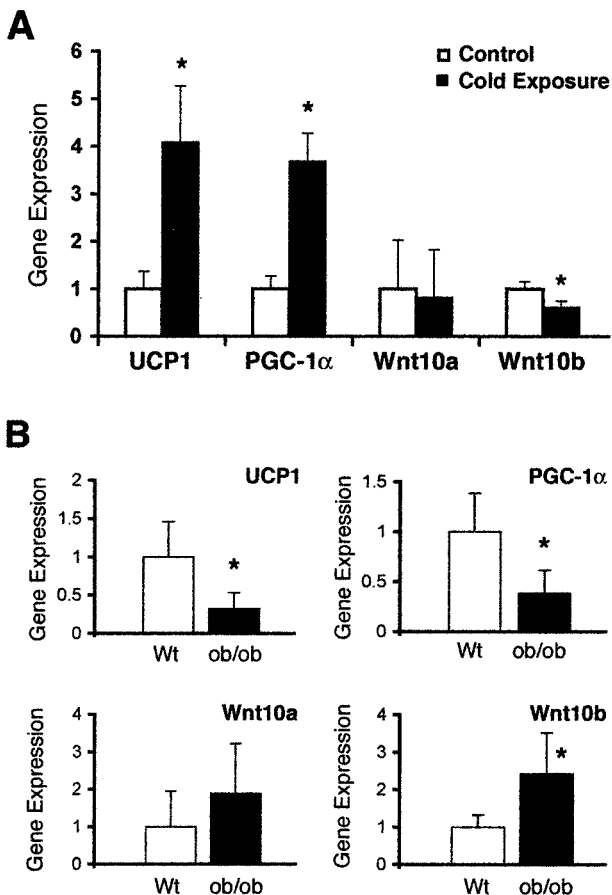 A
Control
Cold Exposure
Gene Expression
6
5
4
3
2
1
0
*
*
*
UCP1 PGC-1α Wnt10a Wnt10b
B
UCP1
Gene Expression
2
1.5
1
0.5
0
*
Wt ob/ob
PGC-1α
Gene Expression
1.5
1
0.5
0
*
Wt ob/ob
Wnt10a
Gene Expression
4
3
2
1
0
Wt ob/ob
Wnt10b
Gene Expression
4
3
2
1
0
*
Wt ob/ob